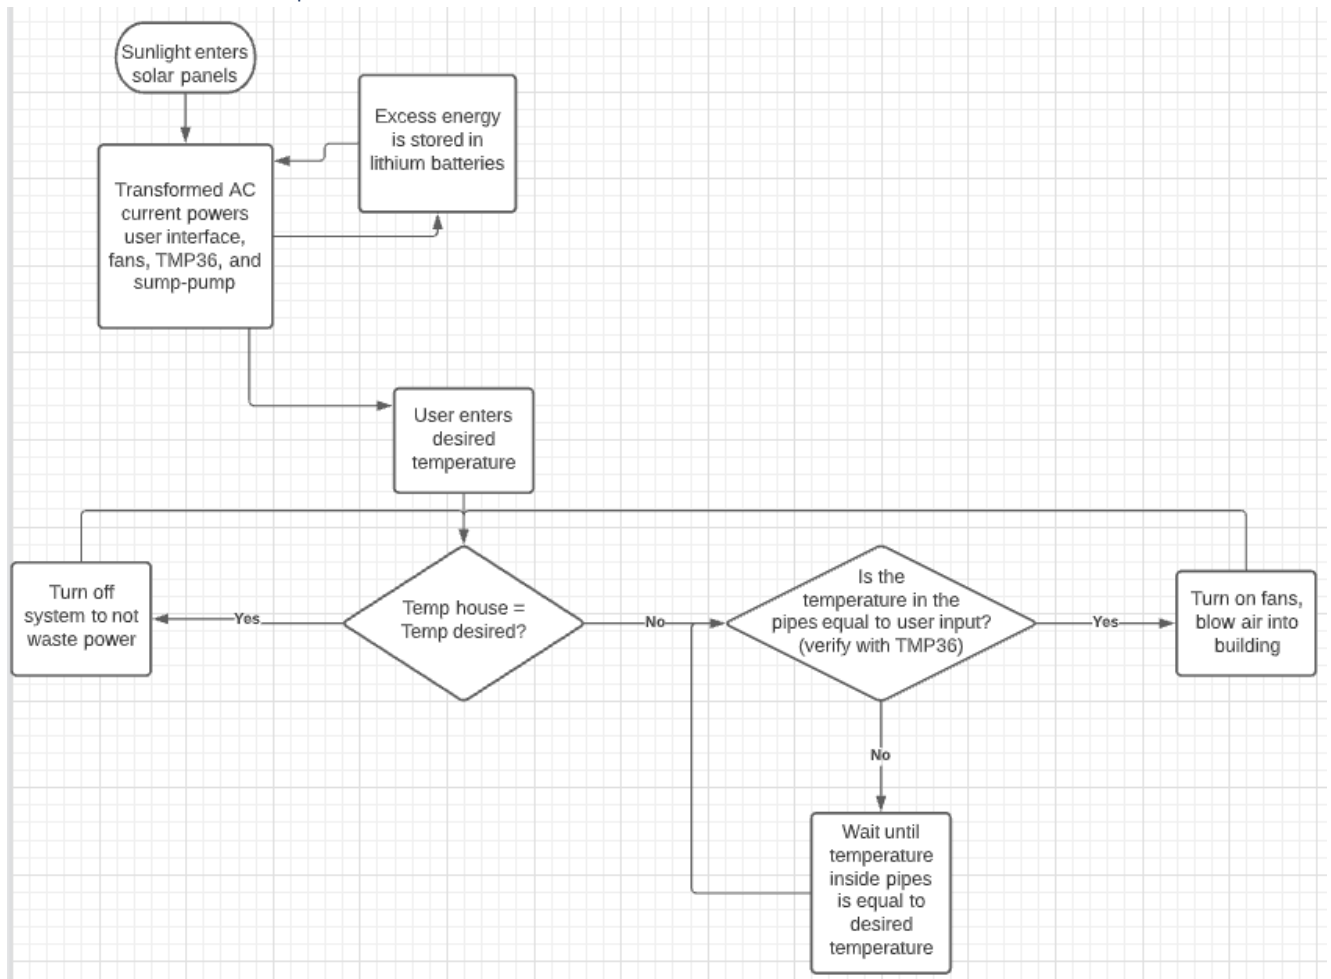 Sunlight enters
solar panels
Excess energy
is stored in
lithium batteries
Transformed AC
current powers
user interface,
fans, TMP36, and
sump-pump
User enters
desired
temperature
Turn off
system to not
waste power
Yes
Temp house =
Temp desired?
No
Is the
temperature in the
pipes equal to user input?
(verify with TMP36)
Yes
Turn on fans,
blow air into
building
No
Wait until
temperature
inside pipes
is equal to
desired
temperature